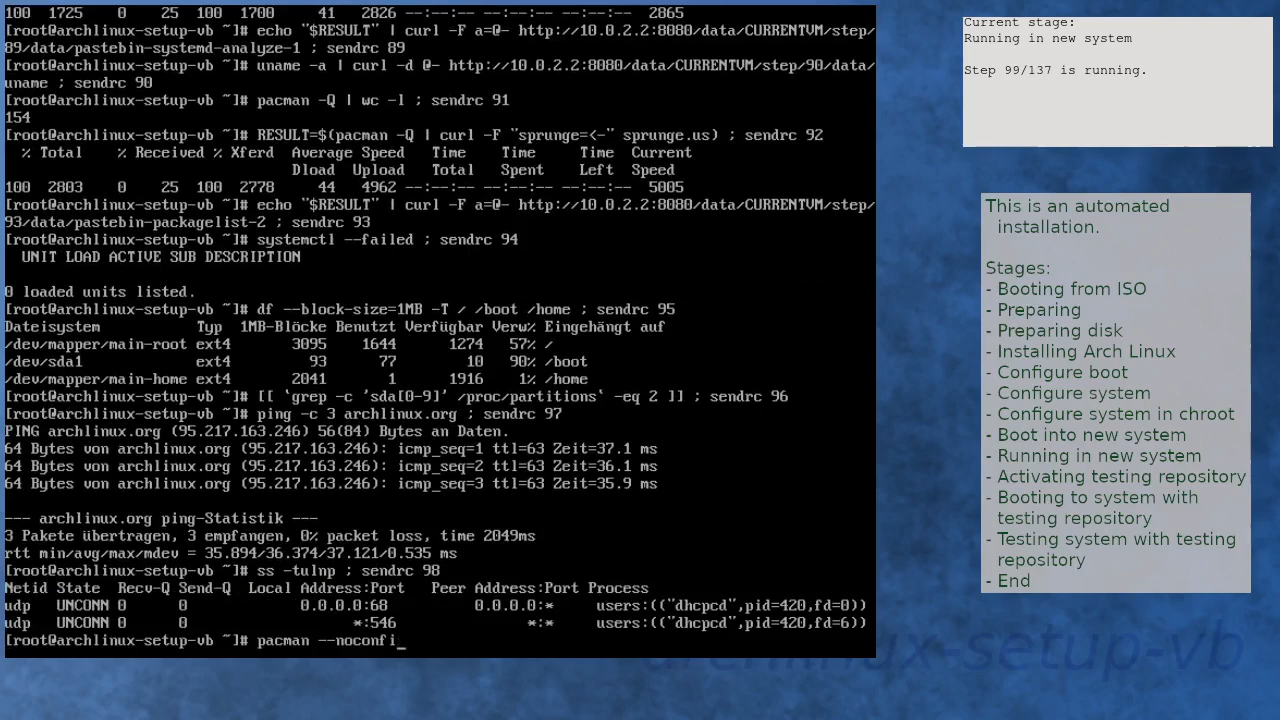 100  1725    0    25  100  1700     41   2826 --:--:-- --:--:-- --:--:--  2865
[root@archlinux-setup-vb ~]# echo "$RESULT" | curl -F a=@- http://10.0.2.2:8080/data/CURRENTVM/step/
89/data/pastebin-systemd-analyze-1 ; sendrc 89
[root@archlinux-setup-vb ~]# uname -a | curl -d @- http://10.0.2.2:8080/data/CURRENTVM/step/90/data/
uname ; sendrc 90
[root@archlinux-setup-vb ~]# pacman -Q | wc -l ; sendrc 91
154
[root@archlinux-setup-vb ~]# RESULT=$(pacman -Q | curl -F "sprunge=<-" sprunge.us) ; sendrc 92
  % Total    % Received % Xferd  Average Speed   Time    Time     Time  Current
                                 Dload  Upload   Total   Spent    Left  Speed
100  2803    0    25  100  2778     44   4962 --:--:-- --:--:-- --:--:--  5005
[root@archlinux-setup-vb ~]# echo "$RESULT" | curl -F a=@- http://10.0.2.2:8080/data/CURRENTVM/step/
93/data/pastebin-packagelist-2 ; sendrc 93
[root@archlinux-setup-vb ~]# systemctl --failed ; sendrc 94
  UNIT LOAD ACTIVE SUB DESCRIPTION
0 loaded units listed.
[root@archlinux-setup-vb ~]# df --block-size=1MB -T / /boot /home ; sendrc 95
Dateisystem           Typ  1MB-Blöcke Benutzt Verfügbar Verw% Eingehängt auf
/dev/mapper/main-root ext4       3095    1644      1274   57% /
/dev/sda1             ext4         93      77        10   90% /boot
/dev/mapper/main-home ext4       2041       1      1916    1% /home
[root@archlinux-setup-vb ~]# [[ `grep -c 'sda[0-9]' /proc/partitions` -eq 2 ]] ; sendrc 96
[root@archlinux-setup-vb ~]# ping -c 3 archlinux.org ; sendrc 97
PING archlinux.org (95.217.163.246) 56(84) Bytes an Daten.
64 Bytes von archlinux.org (95.217.163.246): icmp_seq=1 ttl=63 Zeit=37.1 ms
64 Bytes von archlinux.org (95.217.163.246): icmp_seq=2 ttl=63 Zeit=36.1 ms
64 Bytes von archlinux.org (95.217.163.246): icmp_seq=3 ttl=63 Zeit=35.9 ms
--- archlinux.org ping-Statistik ---
3 Pakete übertragen, 3 empfangen, 0% packet loss, time 2049ms
rtt min/avg/max/mdev = 35.894/36.374/37.121/0.535 ms
[root@archlinux-setup-vb ~]# ss -tulnp ; sendrc 98
Netid State  Recv-Q Send-Q   Local Address:Port   Peer Address:Port Process
udp   UNCONN 0      0              0.0.0.0:68          0.0.0.0:*     users:(("dhcpcd",pid=420,fd=0))
udp   UNCONN 0      0                    *:546               *:*     users:(("dhcpcd",pid=420,fd=6))
[root@archlinux-setup-vb ~]# pacman --noconfi_
Current stage:
Running in new system
Step 99/137 is running.
This is an automated
installation.
Stages:
- Booting from ISO
- Preparing
- Preparing disk
- Installing Arch Linux
- Configure boot
- Configure system
- Configure system in chroot
- Boot into new system
- Running in new system
- Activating testing repository
- Booting to system with
testing repository
- Testing system with testing
repository
- End
archlinux-setup-vb